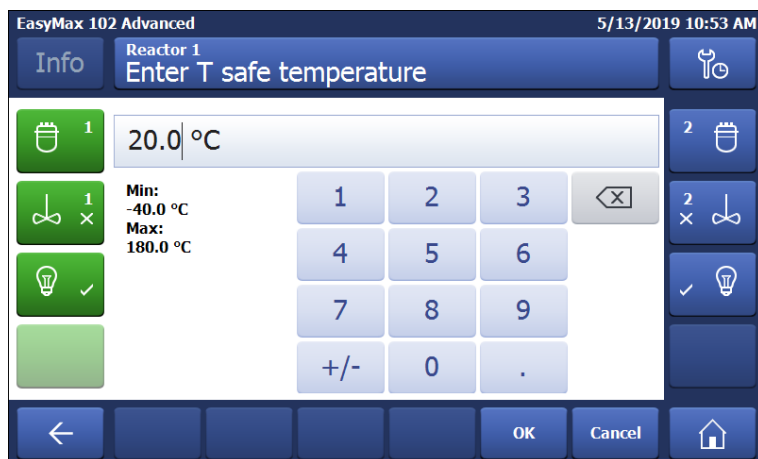 EasyMax 102 Advanced 5/13/2019 10:53 AM
Info
Reactor 1
Enter T safe temperature
1
20.0 °C
2
1
Min:
-40.0 °C
Max:
180.0 °C
1 2 3
2
4 5 6
7 8 9
+/- 0 .
OK Cancel